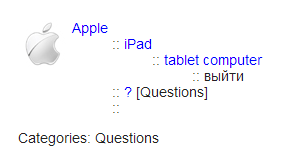 Apple
:: iPad
:: tablet computer
:: выйти
:: ? [Questions]
::
Categories: Questions